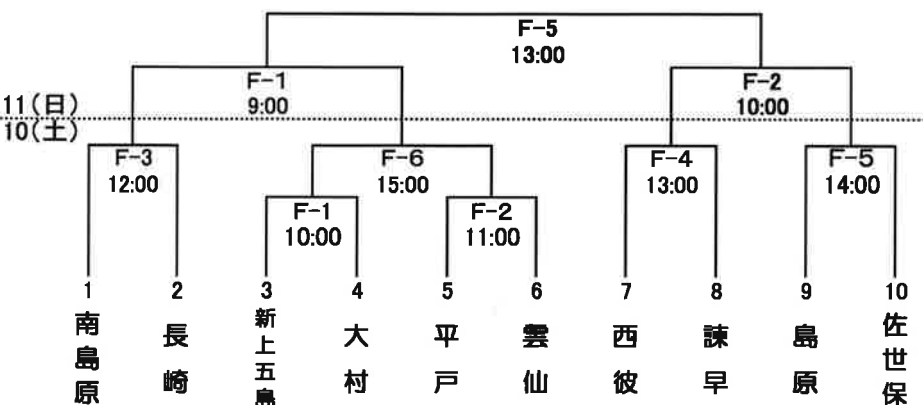 F-5
13:00
F-1
9:00
F-2
10:00
11(日)
10(土)
F-3
12:00
F-6
15:00
F-4
13:00
F-5
14:00
F-1
10:00
F-2
11:00
1 2 3 4 5 6 7 8 9 10
南島原
長崎
新上五島
大村
平戸
雲仙
西彼
諫早
島原
佐世保